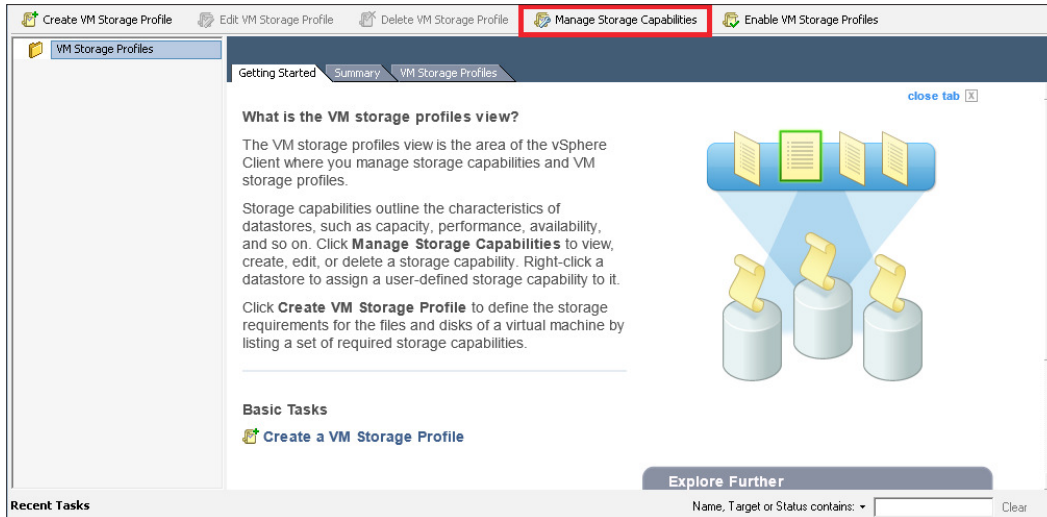 Create VM Storage Profile Edit VM Storage Profile Delete VM Storage Profile Manage Storage Capabilities Enable VM Storage Profiles
VM Storage Profiles
Getting Started Summary VM Storage Profiles
close tab X
What is the VM storage profiles view?
The VM storage profiles view is the area of the vSphere
Client where you manage storage capabilities and VM
storage profiles.
Storage capabilities outline the characteristics of
datastores, such as capacity, performance, availability,
and so on. Click Manage Storage Capabilities to view,
create, edit, or delete a storage capability. Right-click a
datastore to assign a user-defined storage capability to it.
Click Create VM Storage Profile to define the storage
requirements for the files and disks of a virtual machine by
listing a set of required storage capabilities.
Basic Tasks
Create a VM Storage Profile
Explore Further
Recent Tasks
Name, Target or Status contains: Clear